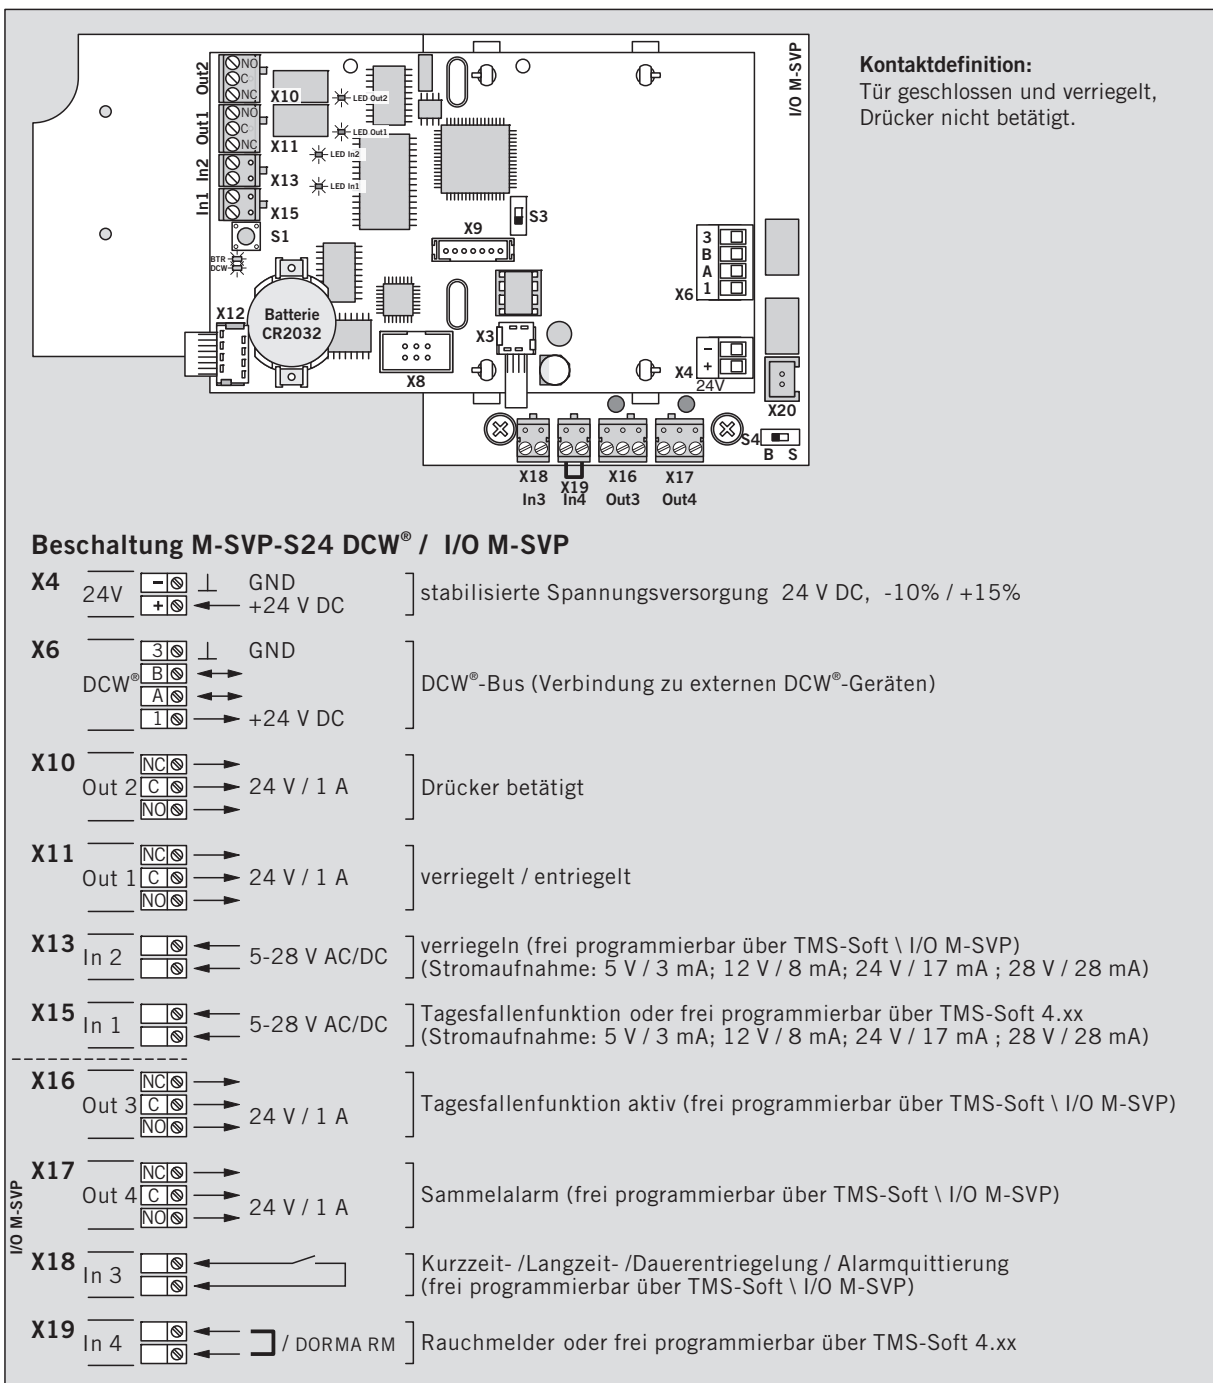 Kontaktdefinition:
Tür geschlossen und verriegelt,
Drücker nicht betätigt.
I/O M-SVP
Out2
NO
C
NC
X10
LED Out2
Out1
NO
C
NC
X11
LED Out1
LED In2
In2
X13
LED In1
In1
X15
S1
BTR
DCW
X12
Batterie
CR2032
X8
X9
S3
X3
3
B
A
1
X6
-
+
X4
24V
X20
S4
B S
X18
In3
X19
In4
X16
Out3
X17
Out4
Beschaltung M-SVP-S24 DCW® / I/O M-SVP
X4 24V - GND
+ +24 V DC
stabilisierte Spannungsversorgung 24 V DC, -10% / +15%
X6 DCW® 3 GND
B
A
1 +24 V DC
DCW®-Bus (Verbindung zu externen DCW®-Geräten)
X10 NC
Out 2 C 24 V / 1 A Drücker betätigt
NO
X11 NC
Out 1 C 24 V / 1 A verriegelt / entriegelt
NO
X13 In 2 5-28 V AC/DC verriegeln (frei programmierbar über TMS-Soft \ I/O M-SVP)
(Stromaufnahme: 5 V / 3 mA; 12 V / 8 mA; 24 V / 17 mA ; 28 V / 28 mA)
X15 In 1 5-28 V AC/DC Tagesfallenfunktion oder frei programmierbar über TMS-Soft 4.xx
(Stromaufnahme: 5 V / 3 mA; 12 V / 8 mA; 24 V / 17 mA ; 28 V / 28 mA)
I/O M-SVP
X16 NC
Out 3 C 24 V / 1 A Tagesfallenfunktion aktiv (frei programmierbar über TMS-Soft \ I/O M-SVP)
NO
X17 NC
Out 4 C 24 V / 1 A Sammelalarm (frei programmierbar über TMS-Soft \ I/O M-SVP)
NO
X18 In 3 Kurzzeit- /Langzeit- /Dauerentriegelung / Alarmquittierung
(frei programmierbar über TMS-Soft \ I/O M-SVP)
X19 In 4 / DORMA RM Rauchmelder oder frei programmierbar über TMS-Soft 4.xx